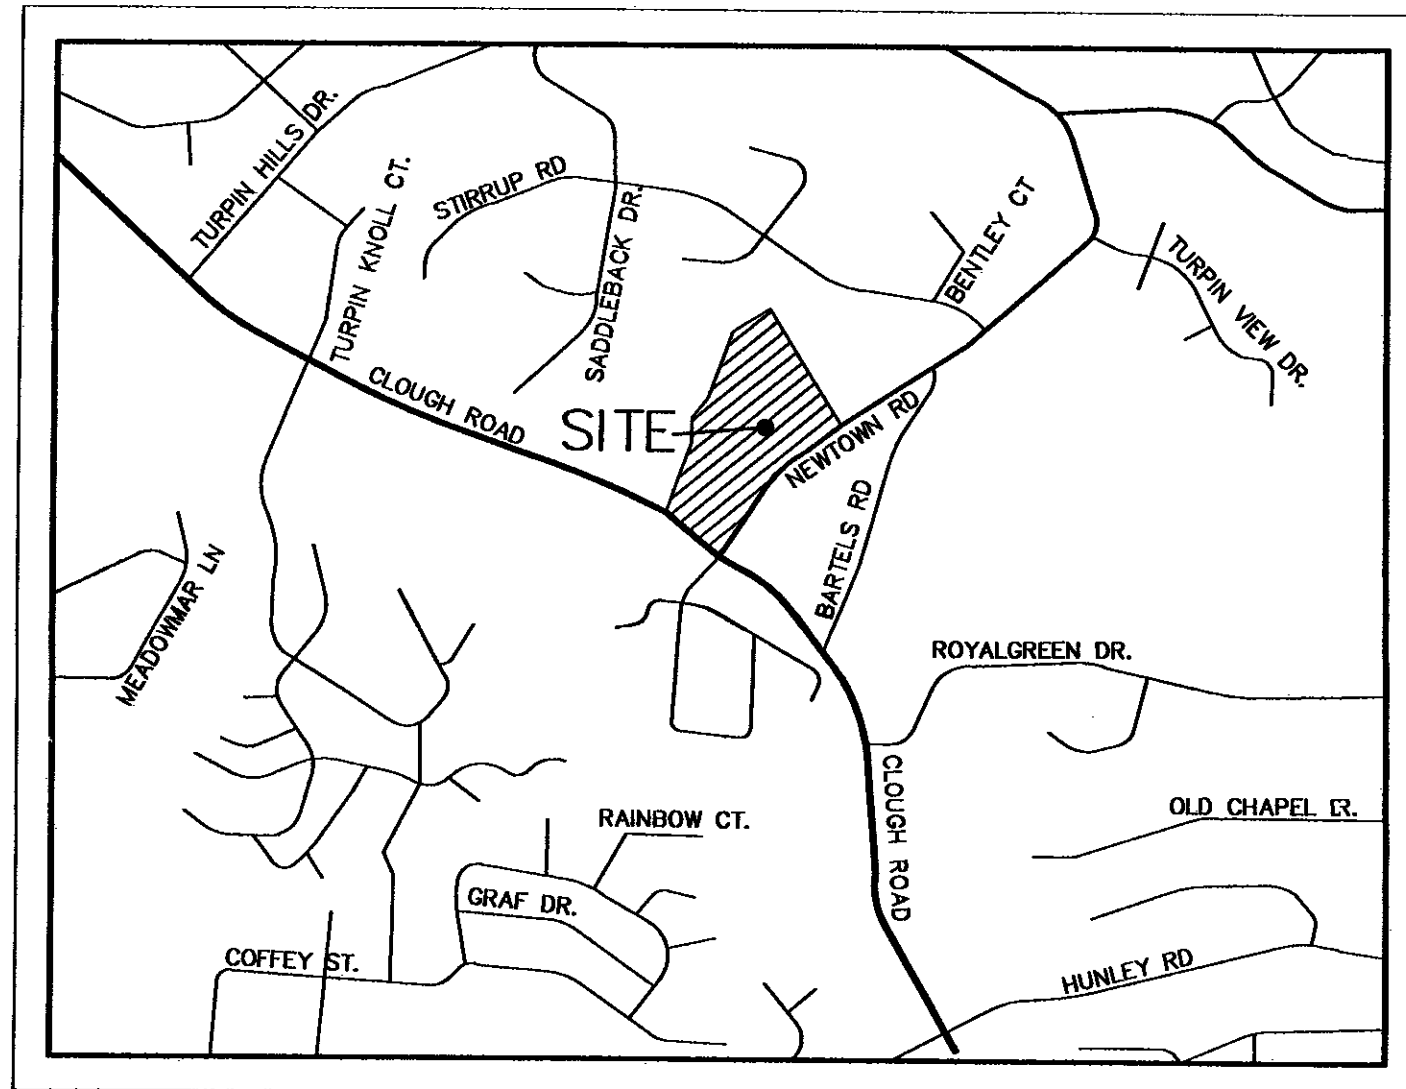 TURPIN HILLS DR.
TURPIN KNOLL CT.
STIRRUP RD
SADDLEBACK DR.
BENTLEY CT
TURPIN VIEW DR.
CLOUGH ROAD
SITE
NEWTOWN RD
BARTELS RD
MEADOWMAR LN
ROYALGREEN DR.
CLOUGH ROAD
OLD CHAPEL DR.
RAINBOW CT.
GRAF DR.
COFFEY ST.
HUNLEY RD